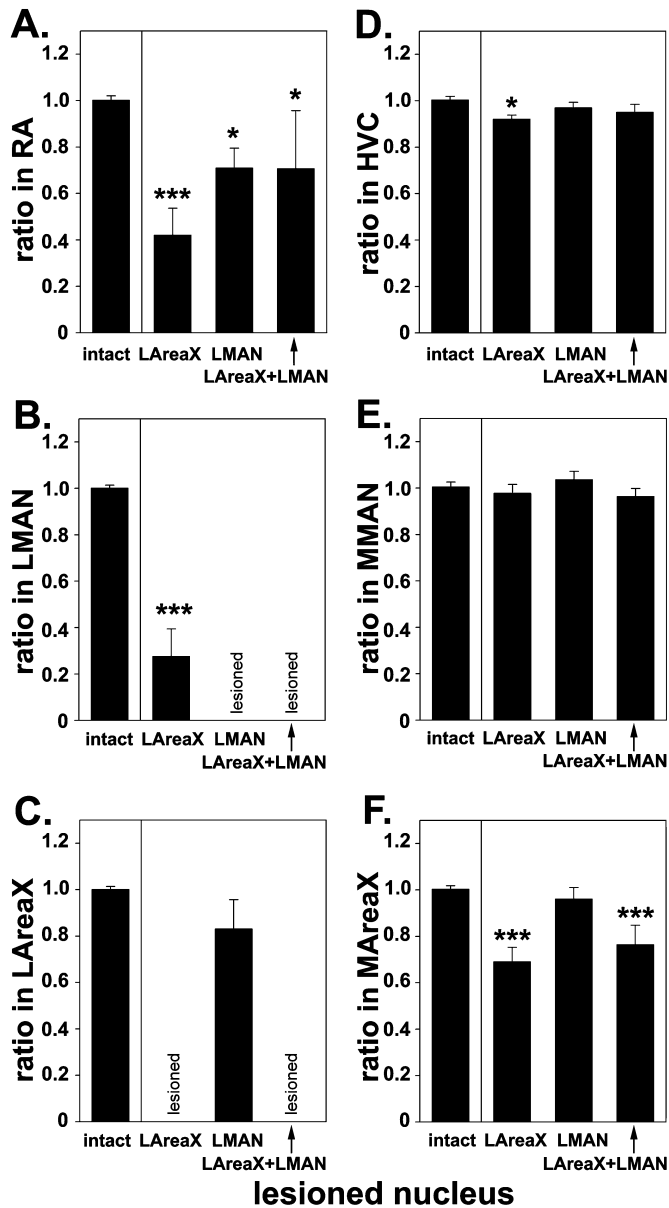 A.
ratio in RA
1.2
1.0
0.8
0.6
0.4
0.2
0
***
*
*
intact LAreaX LMAN
LAreaX+LMAN
D.
ratio in HVC
1.2
1.0
0.8
0.6
0.4
0.2
0
*
intact LAreaX LMAN
LAreaX+LMAN
B.
ratio in LMAN
1.2
1.0
0.8
0.6
0.4
0.2
0
***
lesioned
lesioned
intact LAreaX LMAN
LAreaX+LMAN
E.
ratio in MMAN
1.2
1.0
0.8
0.6
0.4
0.2
0
intact LAreaX LMAN
LAreaX+LMAN
C.
ratio in LAreaX
1.2
1.0
0.8
0.6
0.4
0.2
0
lesioned
lesioned
intact LAreaX LMAN
LAreaX+LMAN
F.
ratio in MAreaX
1.2
1.0
0.8
0.6
0.4
0.2
0
***
***
intact LAreaX LMAN
LAreaX+LMAN
lesioned nucleus